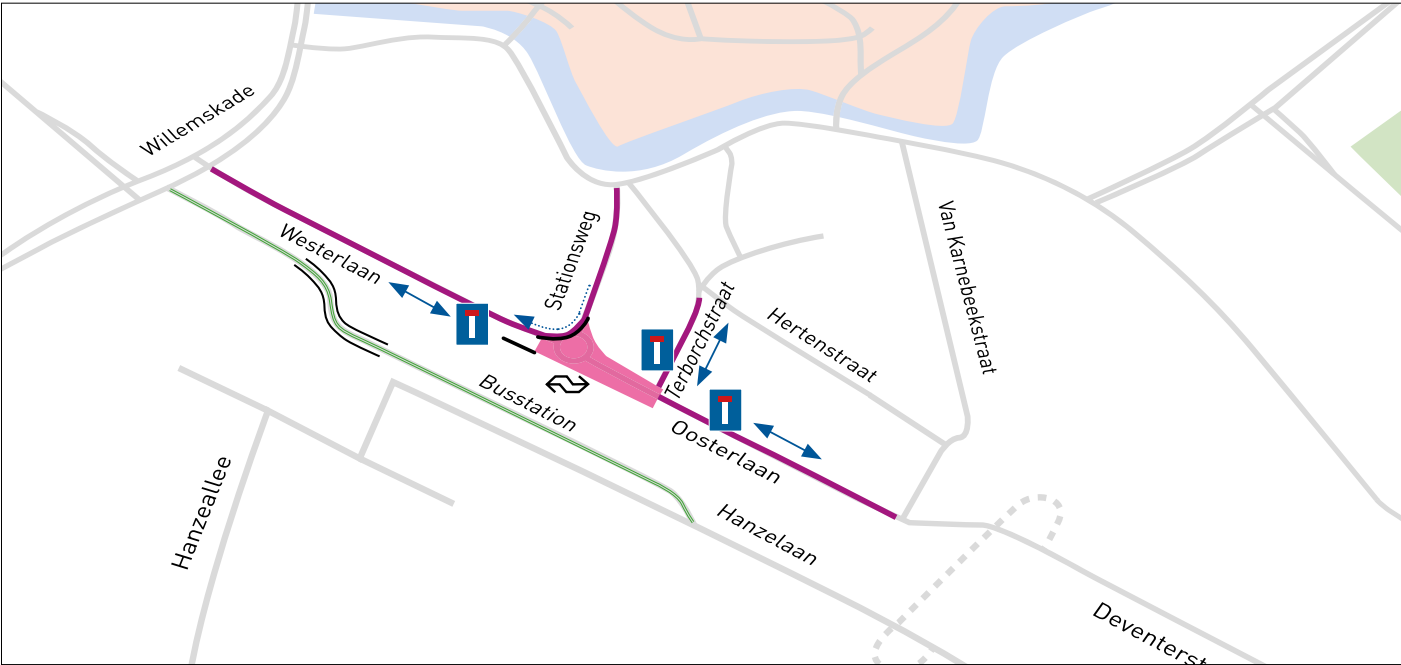 Willemskade
Westerlaan
Stationsweg
Terborchstraat
Hertenstraat
Van Karnebeekstraat
Busstation
Oosterlaan
Hanzeallee
Hanzelaan
Deventerst